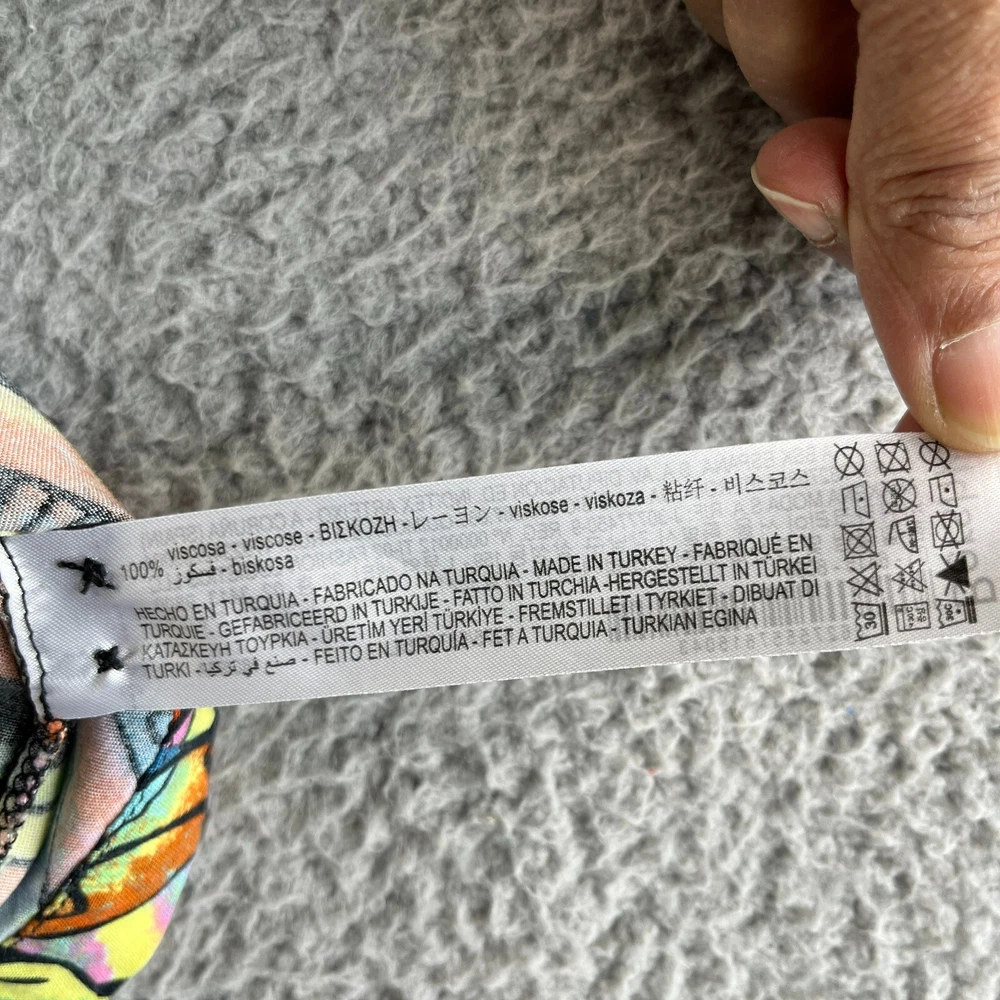 100% viscosa - viscose - ΒΙΣΚΟΖΗ - レーヨン - viskose - viskoza - 粘纤 - 비스코스
فسكوز - biskosa
HECHO EN TURQUIA - FABRICADO NA TURQUIA - MADE IN TURKEY - FABRIQUÉ EN
TURQUIE - GEFABRICEERD IN TURKIJE - FATTO IN TURCHIA -HERGESTELLT IN TÜRKEI
ΚΑΤΑΣΚΕΥΗ ΤΟΥΡΚΙΑ - ÜRETİM YERİ TÜRKİYE - FREMSTILLET I TYRKIET - DIBUAT DI
TURKI - صنع في تركيا - FEITO EN TURQUÍA - FET A TURQUIA - TURKIAN EGINA